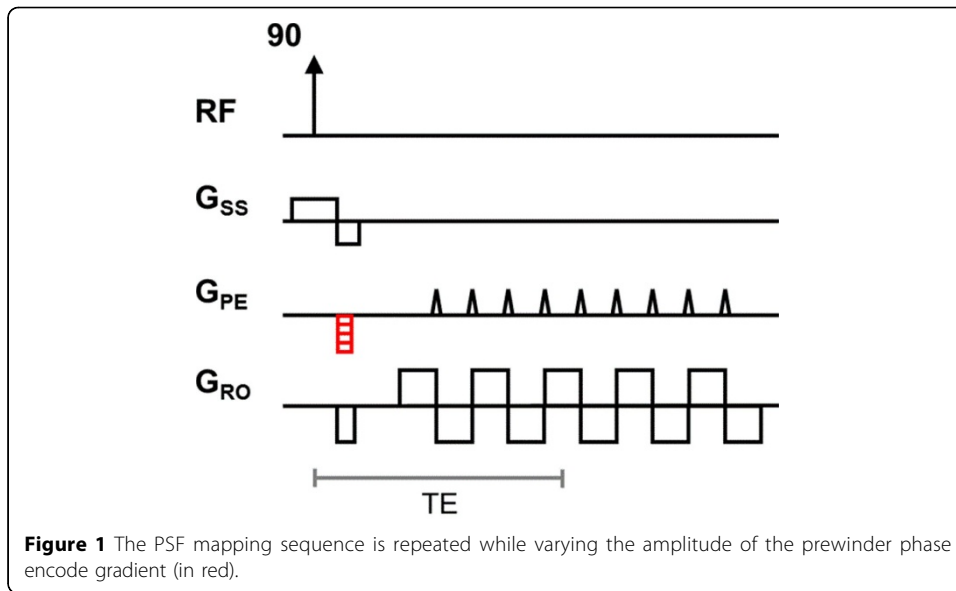 90
RF
GSS
GPE
GRO
TE
Figure 1 The PSF mapping sequence is repeated while varying the amplitude of the prewinder phase
encode gradient (in red).